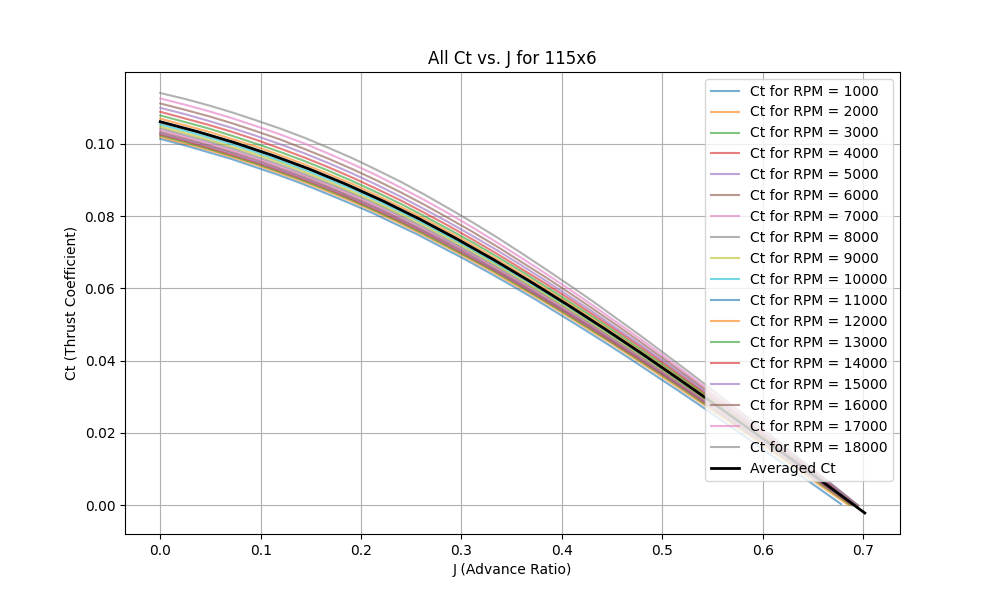 All Ct vs. J for 115x6
Ct (Thrust Coefficient)
0.10
0.08
0.06
0.04
0.02
0.00
0.0 0.1 0.2 0.3 0.4 0.5 0.6 0.7
J (Advance Ratio)
Ct for RPM = 1000
Ct for RPM = 2000
Ct for RPM = 3000
Ct for RPM = 4000
Ct for RPM = 5000
Ct for RPM = 6000
Ct for RPM = 7000
Ct for RPM = 8000
Ct for RPM = 9000
Ct for RPM = 10000
Ct for RPM = 11000
Ct for RPM = 12000
Ct for RPM = 13000
Ct for RPM = 14000
Ct for RPM = 15000
Ct for RPM = 16000
Ct for RPM = 17000
Ct for RPM = 18000
Averaged Ct